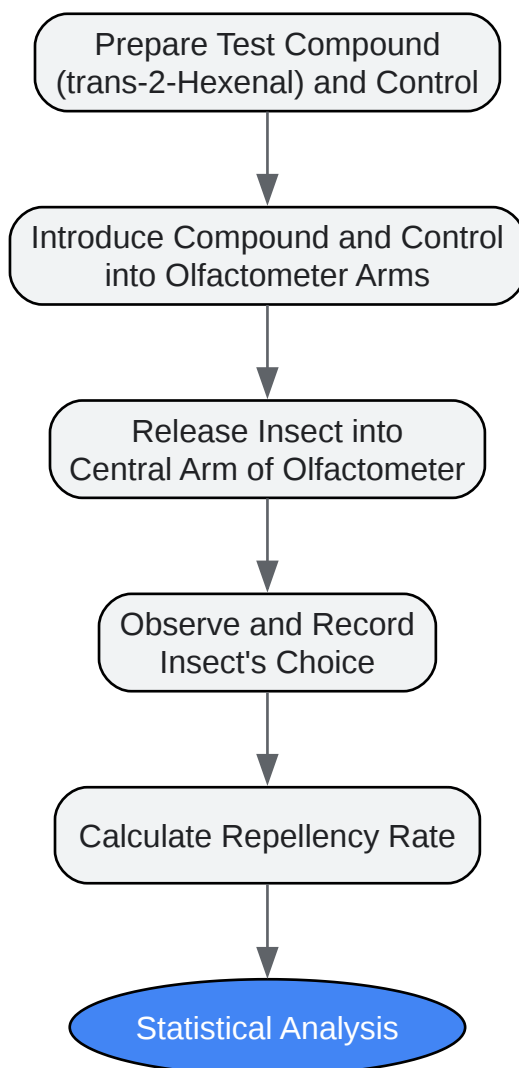 Prepare Test Compound
(trans-2-Hexenal) and Control
Introduce Compound and Control
into Olfactometer Arms
Release Insect into
Central Arm of Olfactometer
Observe and Record
Insect's Choice
Calculate Repellency Rate
Statistical Analysis